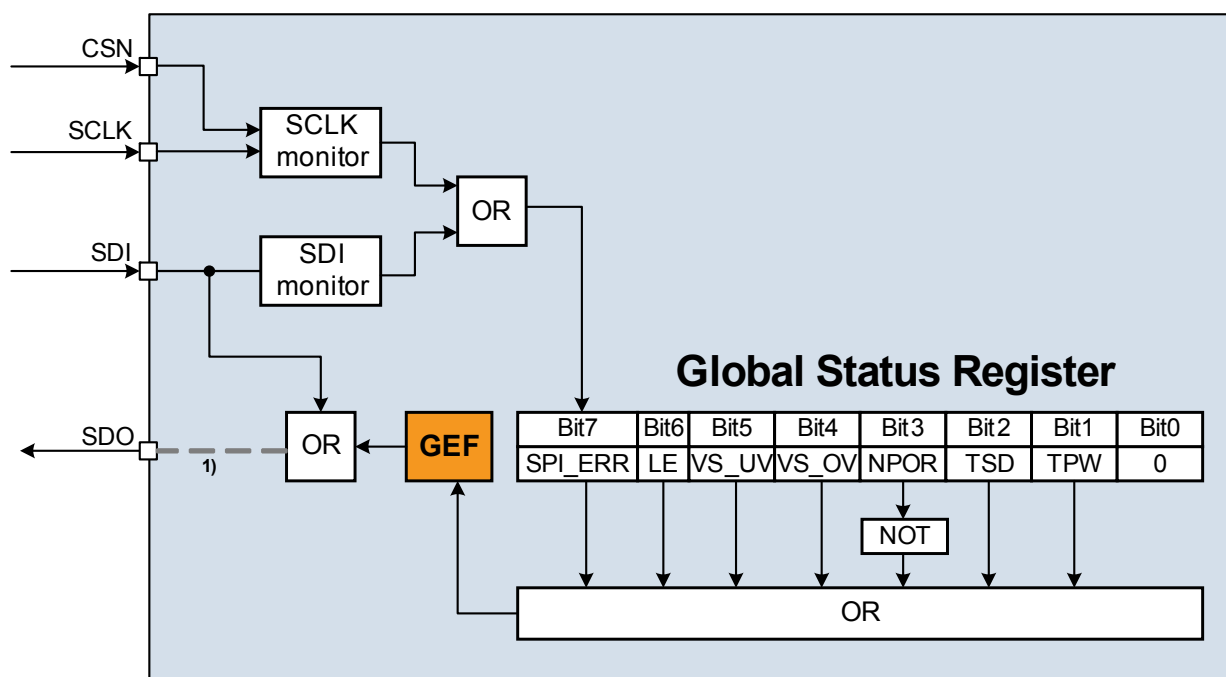 CSN
SCLK
SCLK
monitor
OR
SDI
SDI
monitor
Global Status Register
Bit7 Bit6 Bit5 Bit4 Bit3 Bit2 Bit1 Bit0
SPI_ERR LE VS_UV VS_OV NPOR TSD TPW 0
SDO
1)
OR
GEF
NOT
OR